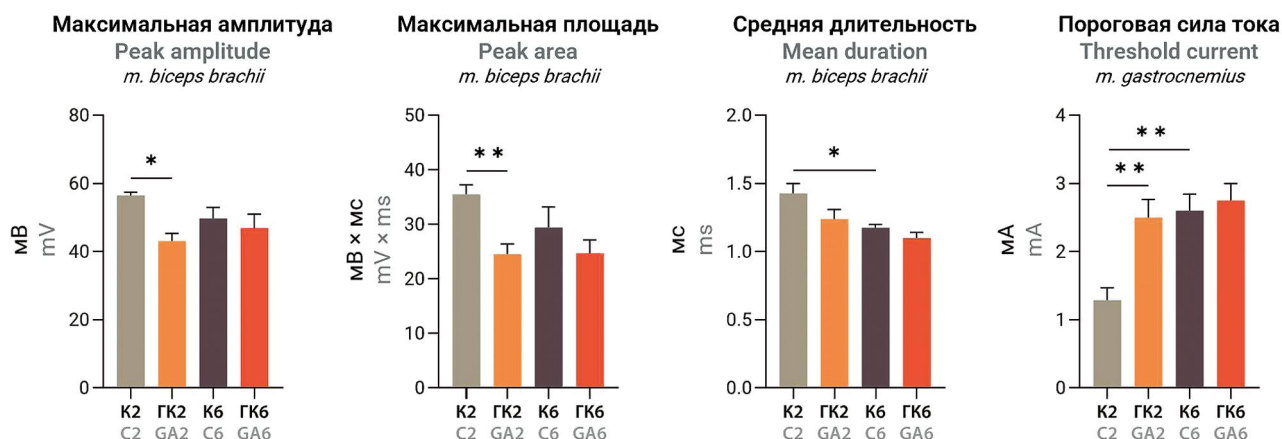 Максимальная амплитуда
Peak amplitude
m. biceps brachii
80
60
40
20
0
мВ
mV
*
К2
ГК2
К6
ГК6
C2
GA2
C6
GA6
Максимальная площадь
Peak area
m. biceps brachii
50
40
30
20
10
0
мВ × мс
mV × ms
**
К2
ГК2
К6
ГК6
C2
GA2
C6
GA6
Средняя длительность
Mean duration
m. biceps brachii
2.0
1.5
1.0
0.5
0.0
мс
ms
*
К2
ГК2
К6
ГК6
C2
GA2
C6
GA6
Пороговая сила тока
Threshold current
m. gastrocnemius
4
3
2
1
0
мА
mA
**
**
К2
ГК2
К6
ГК6
C2
GA2
C6
GA6